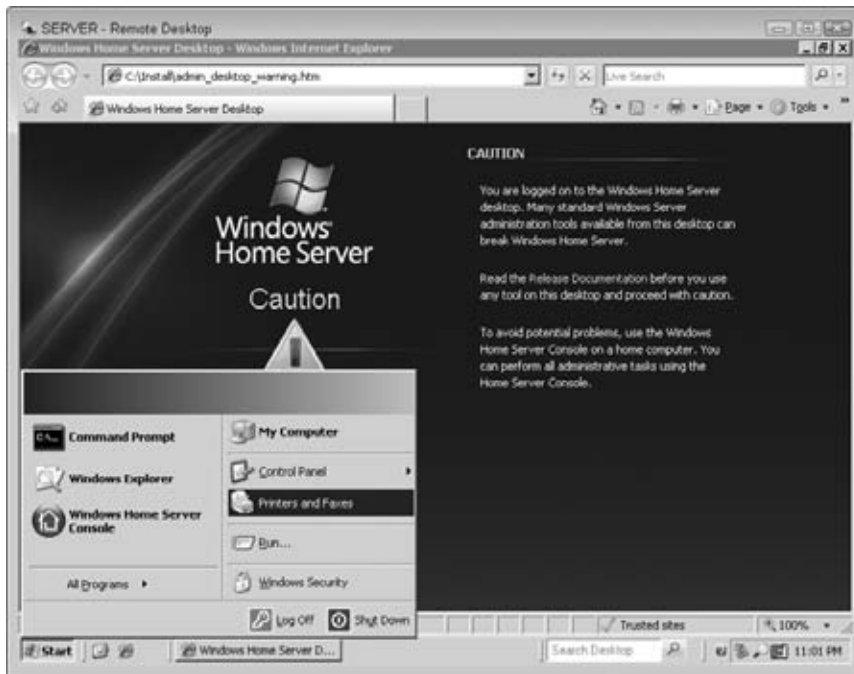 SERVER - Remote Desktop
Windows Home Server Desktop - Windows Internet Explorer
C:\Install\admin_desktop_warning.htm
Live Search
Windows Home Server Desktop
Page
Tools
Windows
Home Server
Caution
CAUTION
You are logged on to the Windows Home Server
desktop. Many standard Windows Server
administration tools available from this desktop can
break Windows Home Server.
Read the Release Documentation before you use
any tool on this desktop and proceed with caution.
To avoid potential problems, use the Windows
Home Server Console on a home computer. You
can perform all administrative tasks using the
Home Server Console.
Command Prompt
Windows Explorer
Windows Home Server
Console
All Programs
My Computer
Control Panel
Printers and Faxes
Run...
Windows Security
Log Off
Shut Down
Trusted sites
100%
Start
Windows Home Server D...
Search Desktop
11:01 PM